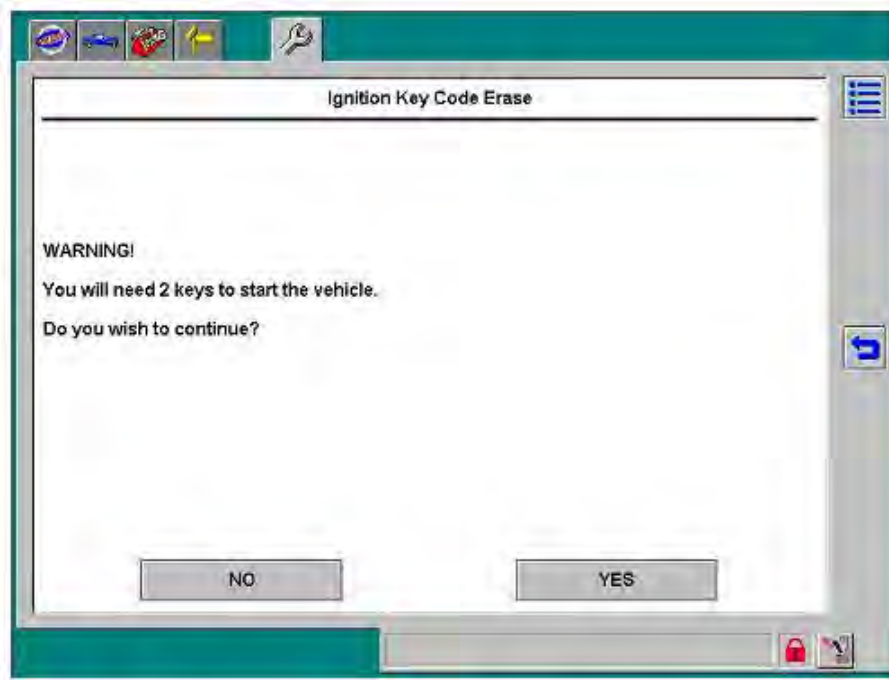 Ignition Key Code Erase
WARNING!
You will need 2 keys to start the vehicle.
Do you wish to continue?
NO
YES